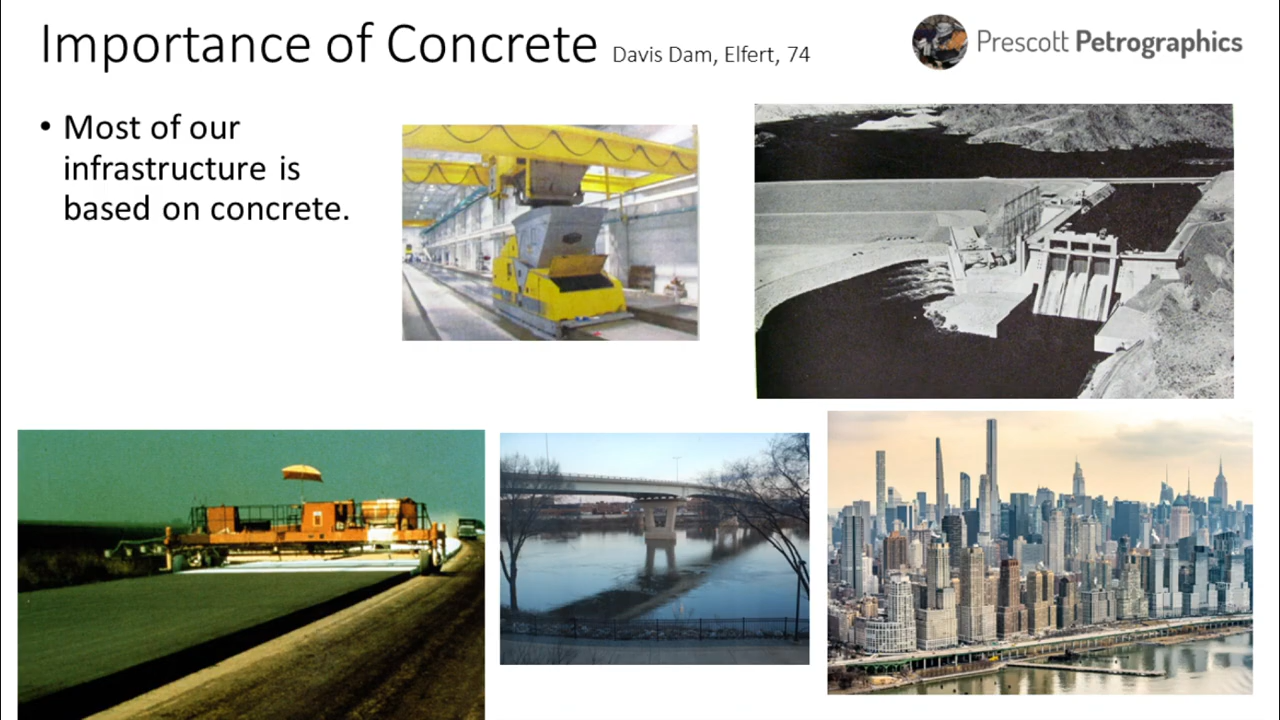 Importance of Concrete Davis Dam, Elfert, 74
Prescott Petrographics
• Most of our
infrastructure is
based on concrete.